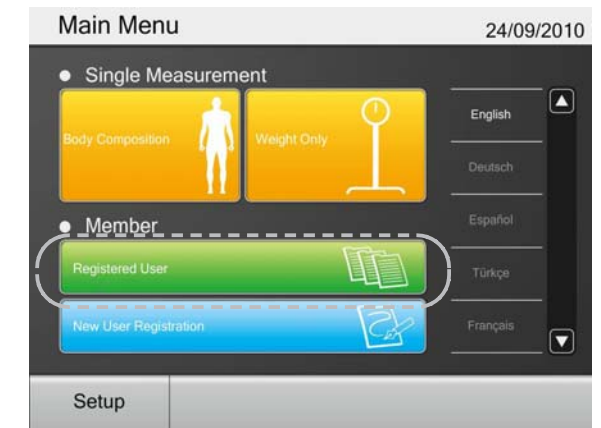 Main Menu
24/09/2010
Single Measurement
Body Composition
Weight Only
Member
Registered User
New User Registration
English
Deutsch
Español
Türkçe
Français
Setup